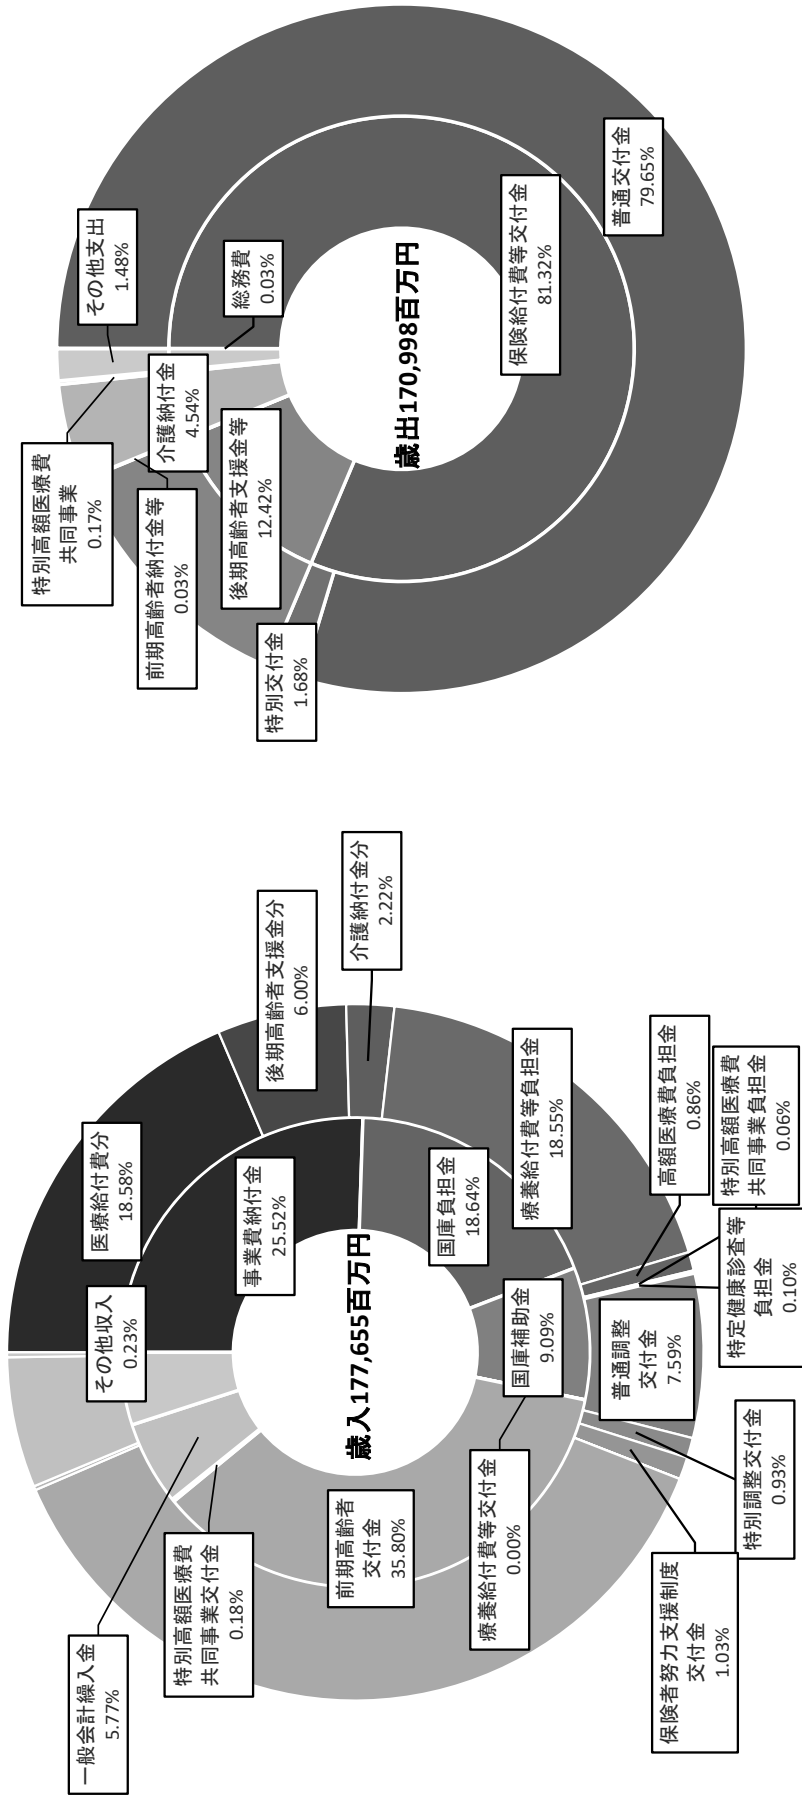 歳入177,655百万円
医療給付費分
18.58%
後期高齢者支援金分
6.00%
介護納付金分
2.22%
事業費納付金
25.52%
国庫負担金
18.64%
療養給付費等負担金
18.55%
高額医療費負担金
0.86%
特別高額医療費
共同事業負担金
0.06%
特定健康診査等
負担金
0.10%
国庫補助金
9.09%
普通調整
交付金
7.59%
特別調整交付金
0.93%
保険者努力支援制度
交付金
1.03%
療養給付費等交付金
0.00%
前期高齢者
交付金
35.80%
特別高額医療費
共同事業交付金
0.18%
一般会計繰入金
5.77%
その他収入
0.23%
歳出170,998百万円
総務費
0.03%
保険給付費等交付金
81.32%
普通交付金
79.65%
特別交付金
1.68%
後期高齢者支援金等
12.42%
前期高齢者納付金等
0.03%
介護納付金
4.54%
特別高額医療費
共同事業
0.17%
その他支出
1.48%